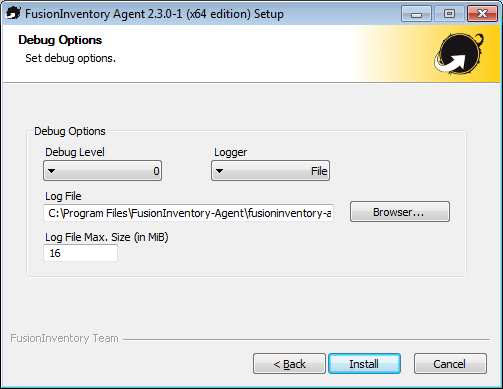 FusionInventory Agent 2.3.0-1 (x64 edition) Setup
Debug Options
Set debug options.
Debug Options
Debug Level
Logger
0
File
Log File
C:\Program Files\FusionInventory-Agent\fusioninventory-a
Browser...
Log File Max. Size (in MiB)
16
FusionInventory Team
< Back
Install
Cancel